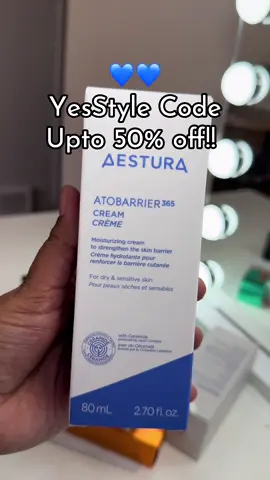 💙💙
YesStyle Code
Upto 50% off!!
AESTURA
ATOBARRIER365
CREAM
CRÈME
Moisturizing cream
to strengthen the skin barrier
Crème hydratante pour
renforcer la barrière cutanée
For dry & sensitive skin
Pour peaux sèches et sensibles
80 mL 2.70 fl. oz.